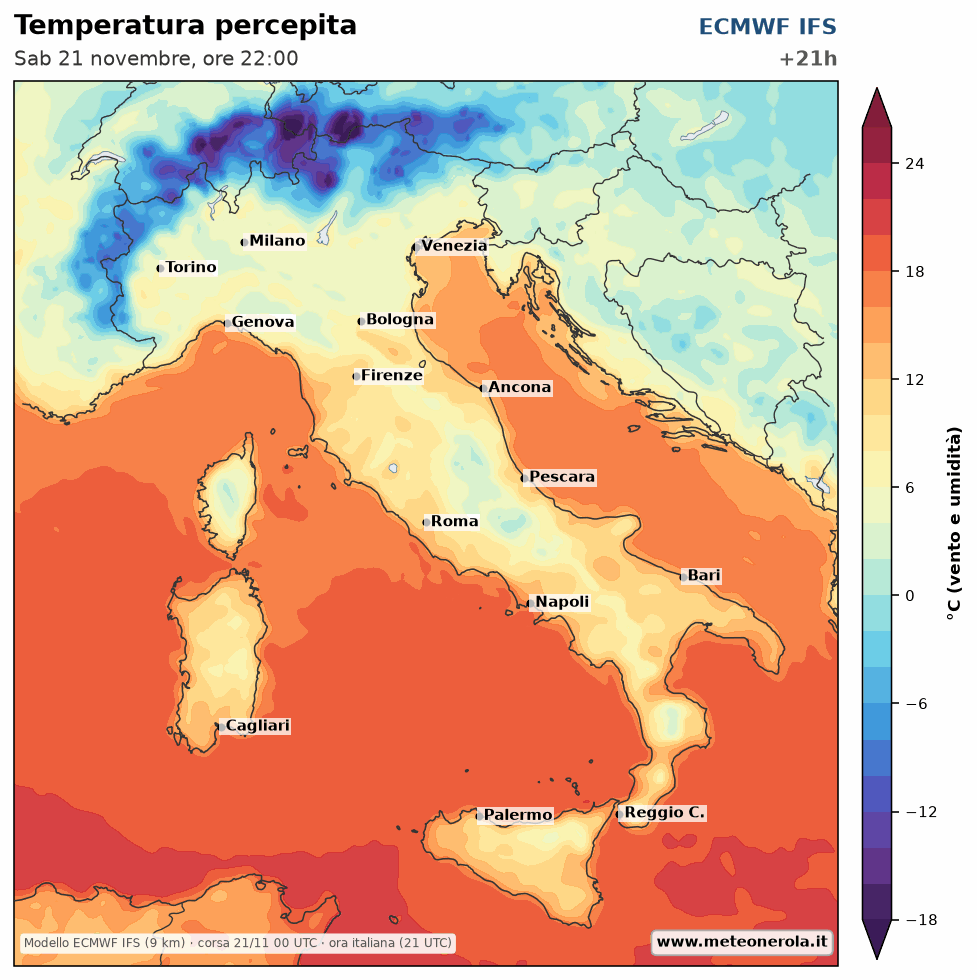 Temperatura percepita
ECMWF IFS
Sab 21 novembre, ore 22:00
+21h
Milano
Venezia
Torino
Genova
Bologna
Firenze
Ancona
Pescara
Roma
Bari
Napoli
Cagliari
Palermo
Reggio C.
24
18
12
6
0
−6
−12
−18
°C (vento e umidità)
Modello ECMWF IFS (9 km) · corsa 21/11 00 UTC · ora italiana (21 UTC)
www.meteonerola.it